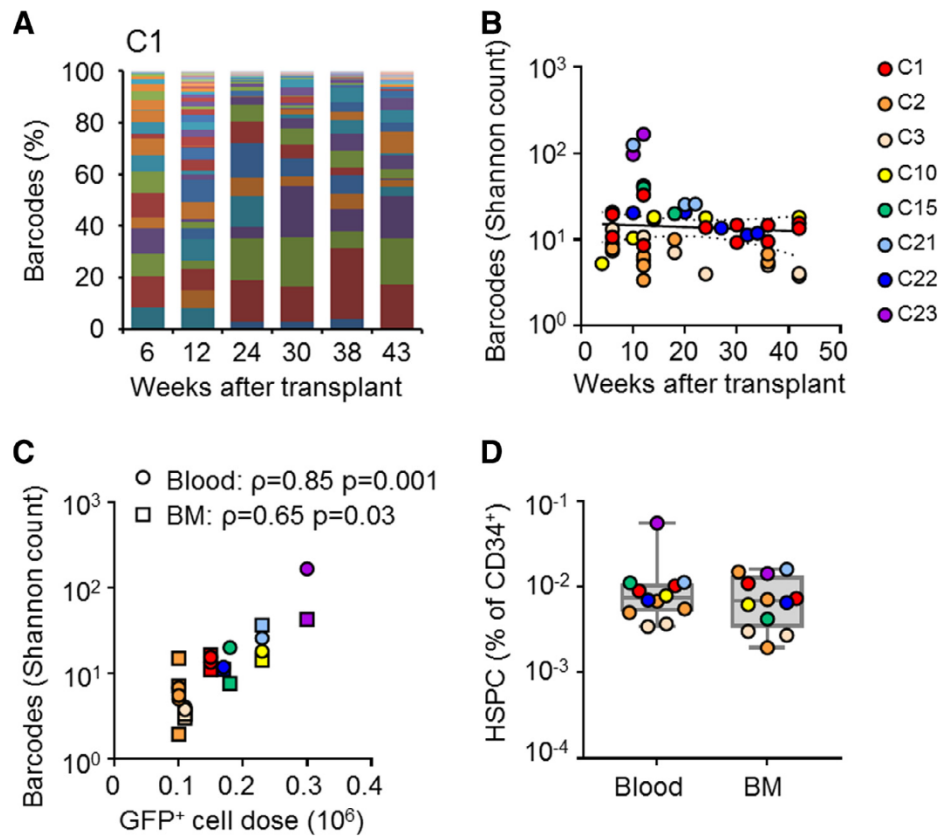 A
C1
Barcodes (%)
100
80
60
40
20
0
6 12 24 30 38 43
Weeks after transplant
B
Barcodes (Shannon count)
10³
10²
10¹
10⁰
0 10 20 30 40 50
Weeks after transplant
C1
C2
C3
C10
C15
C21
C22
C23
C
Blood: ρ=0.85 p=0.001
BM: ρ=0.65 p=0.03
Barcodes (Shannon count)
10³
10²
10¹
10⁰
0 0.1 0.2 0.3 0.4
GFP⁺ cell dose (10⁶)
D
HSPC (% of CD34⁺)
10⁻¹
10⁻²
10⁻³
10⁻⁴
Blood BM